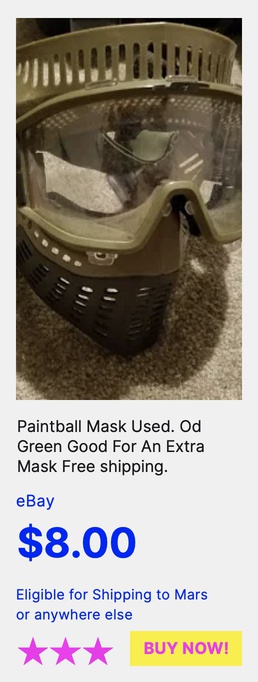 Paintball Mask Used. Od
Green Good For An Extra
Mask Free shipping.
eBay
$8.00
Eligible for Shipping to Mars
or anywhere else
BUY NOW!